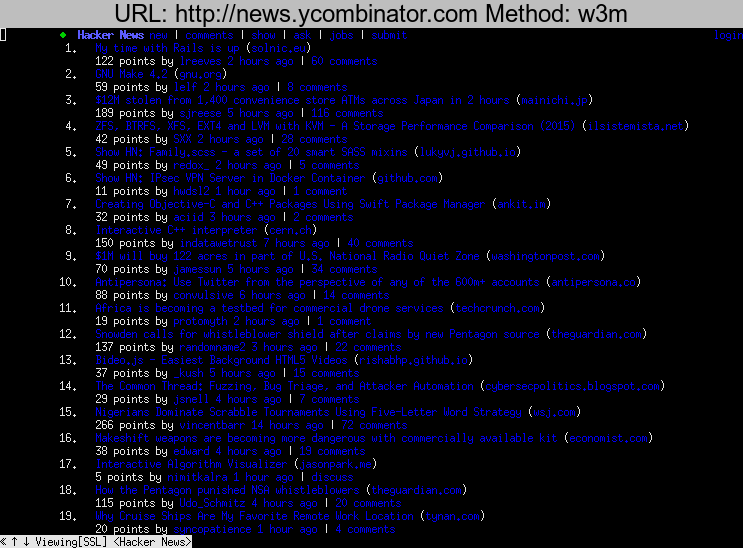 URL: http://news.ycombinator.com Method: w3m
Hacker News new | comments | show | ask | jobs | submit login
1. My time with Rails is up (solnic.eu)
122 points by lreeves 2 hours ago | 60 comments
2. GNU Make 4.2 (gnu.org)
59 points by lelf 2 hours ago | 8 comments
3. $12M stolen from 1,400 convenience store ATMs across Japan in 2 hours (mainichi.jp)
189 points by ejreese 5 hours ago | 116 comments
4. ZFS, BTRFS, XFS, EXT4 and LVM with KVM – A Storage Performance Comparison (2015) (ilsistemista.net)
42 points by SXX 2 hours ago | 28 comments
5. Show HN: Family.scss – a set of 20 smart SASS mixins (lukyvj.github.io)
49 points by redox_ 2 hours ago | 5 comments
6. Show HN: IPsec VPN Server in Docker Container (github.com)
11 points by hwdsl2 1 hour ago | 1 comment
7. Creating Objective-C and C++ Packages Using Swift Package Manager (ankit.im)
32 points by aciid 3 hours ago | 2 comments
8. Interactive C++ interpreter (cern.ch)
150 points by indatawetrust 7 hours ago | 40 comments
9. $1M will buy 122 acres in part of U.S. National Radio Quiet Zone (washingtonpost.com)
70 points by jamescun 5 hours ago | 34 comments
10. Antipersona: Use Twitter from the perspective of any of the 600m+ accounts (antipersona.co)
88 points by convulsive 6 hours ago | 14 comments
11. Africa is becoming a testbed for commercial drone services (techcrunch.com)
19 points by protomyth 2 hours ago | 1 comment
12. Snowden calls for whistleblower shield after claims by new Pentagon source (theguardian.com)
137 points by randomname2 3 hours ago | 22 comments
13. Bideo.js – Easiest Background HTML5 Videos (rishabhp.github.io)
37 points by _kush 5 hours ago | 15 comments
14. The Common Thread: Fuzzing, Bug Triage, and Attacker Automation (cybersecpolitics.blogspot.com)
29 points by jenell 4 hours ago | 7 comments
15. Nigerians Dominate Scrabble Tournaments Using Five-Letter Word Strategy (wsj.com)
266 points by vincentbarr 14 hours ago | 72 comments
16. Makeshift weapons are becoming more dangerous with commercially available kit (economist.com)
38 points by edward 4 hours ago | 19 comments
17. Interactive Algorithm Visualizer (jasonpark.me)
5 points by nimitkalra 1 hour ago | discuss
18. How the Pentagon punished NSA whistleblowers (theguardian.com)
115 points by Udo_Schmitz 4 hours ago | 20 comments
19. Why Cruise Ships Are My Favorite Remote Work Location (tynan.com)
20 points by syncopatience 1 hour ago | 4 comments
« ↑ ↓ Viewing[SSL] <Hacker News>